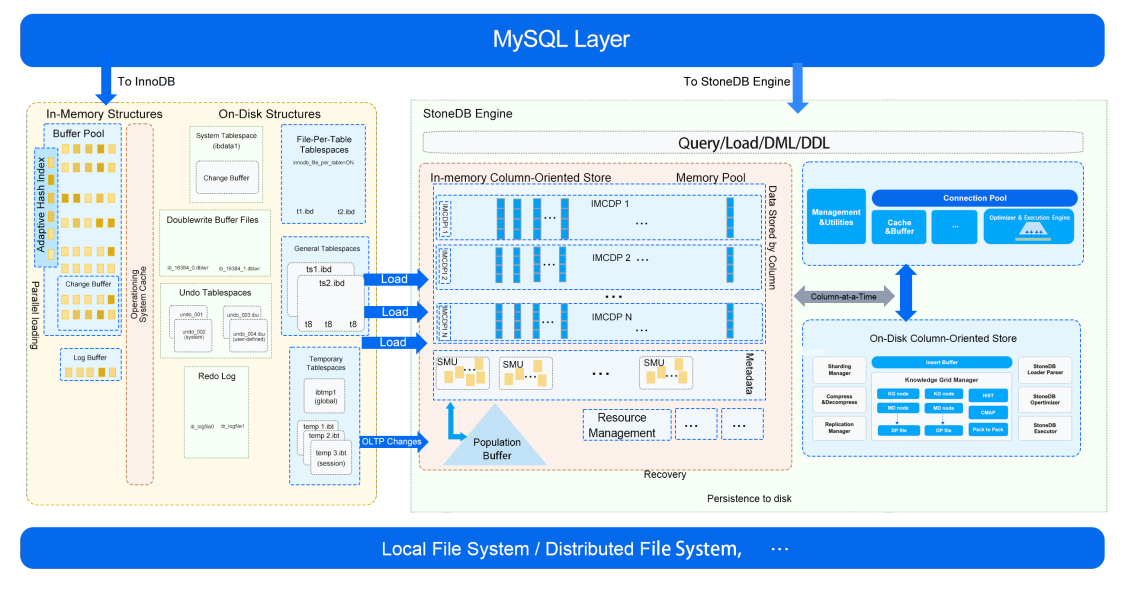 MySQL Layer
To InnoDB
To StoneDB Engine
In-Memory Structures
On-Disk Structures
Buffer Pool
Adaptive Hash Index
Change Buffer
Parallel loading
Log Buffer
Operationing
System Cache
System Tablespace
(ibdata1)
Change Buffer
Doublewrite Buffer Files
ib_16384_0.dblwr
ib_16384_1.dblwr
Undo Tablespaces
undo_001
undo_002
(system)
undo_003.ibu
undo_004.ibu
(user-defined)
Redo Log
ib_logfile0
ib_logfile1
File-Per-Table
Tablespaces
innodb_file_per_table=ON
t1.ibd
t2.ibd
General Tablespaces
ts1.ibd
ts2.ibd
t8 t8 t8
Temporary
Tablespaces
ibtmp1
(global)
temp 1.ibt
temp 2.ibt
temp 3.ibt
(session)
Load
Load
Load
OLTP Changes
StoneDB Engine
Query/Load/DML/DDL
In-memory Column-Oriented Store
Memory Pool
IMCDPI 1
IMCDP 1
...
...
IMCDPI 2
IMCDP 2
...
...
...
IMCDPI N
IMCDP N
...
...
Data Stored by Column
SMU
...
SMU
...
...
SMU
...
Metadata
Population
Buffer
Resource
Management
...
...
Recovery
Persistence to disk
Management
&Utilities
Connection Pool
Cache
&Buffer
...
Optimizer & Execution Engine
Column-at-a-Time
On-Disk Column-Oriented Store
Sharding
Manager
Compress
&Decompress
Replication
Manager
Insert Buffer
Knowledge Grid Manager
KG node
KG node
HIST
MD node
MD node
CMAP
DP file
DP file
Pack to Pack
StoneDB
Loader Parser
StoneDB
Opertimizer
StoneDB
Executor
Local File System / Distributed File System, ...